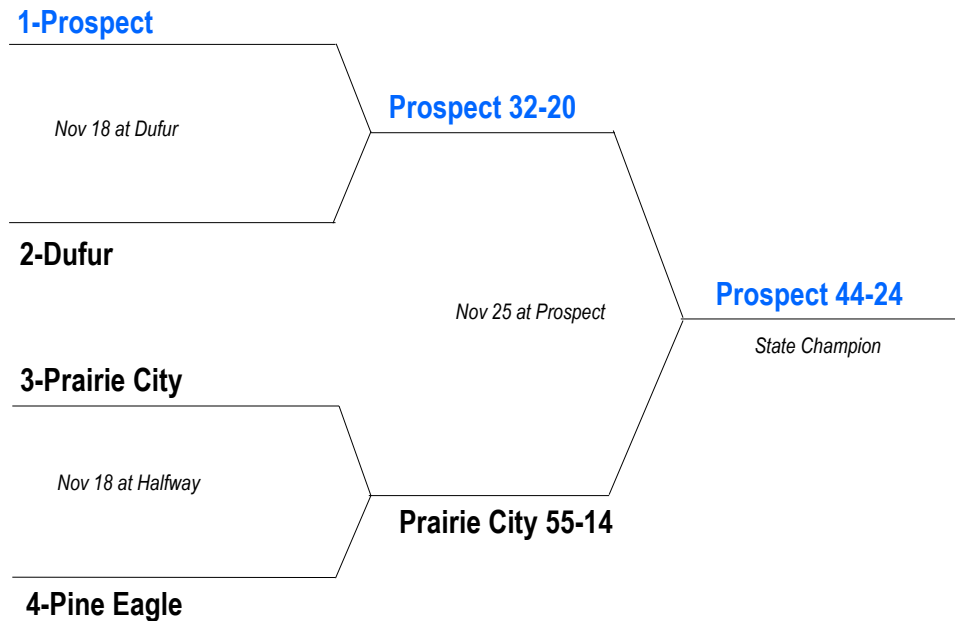 1-Prospect
Nov 18 at Dufur
Prospect 32-20
2-Dufur
Nov 25 at Prospect
Prospect 44-24
State Champion
3-Prairie City
Nov 18 at Halfway
Prairie City 55-14
4-Pine Eagle